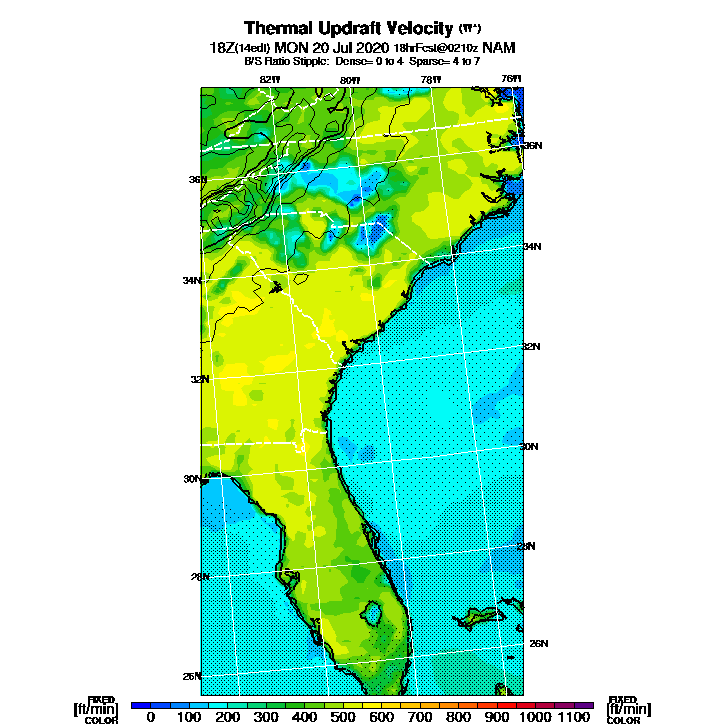 Thermal Updraft Velocity (W*)
18Z(14edt) MON 20 Jul 2020 18hrFcst@0210z NAM
B/S Ratio Stipple: Dense= 0 to 4 Sparse= 4 to 7
82W 80W 78W 76W
36N
36N
34N
34N
32N
32N
30N
30N
28N
28N
26N
26N
FIXED FIXED
[ft/min] 0 100 200 300 400 500 600 700 800 900 1000 1100 [ft/min]
COLOR COLOR